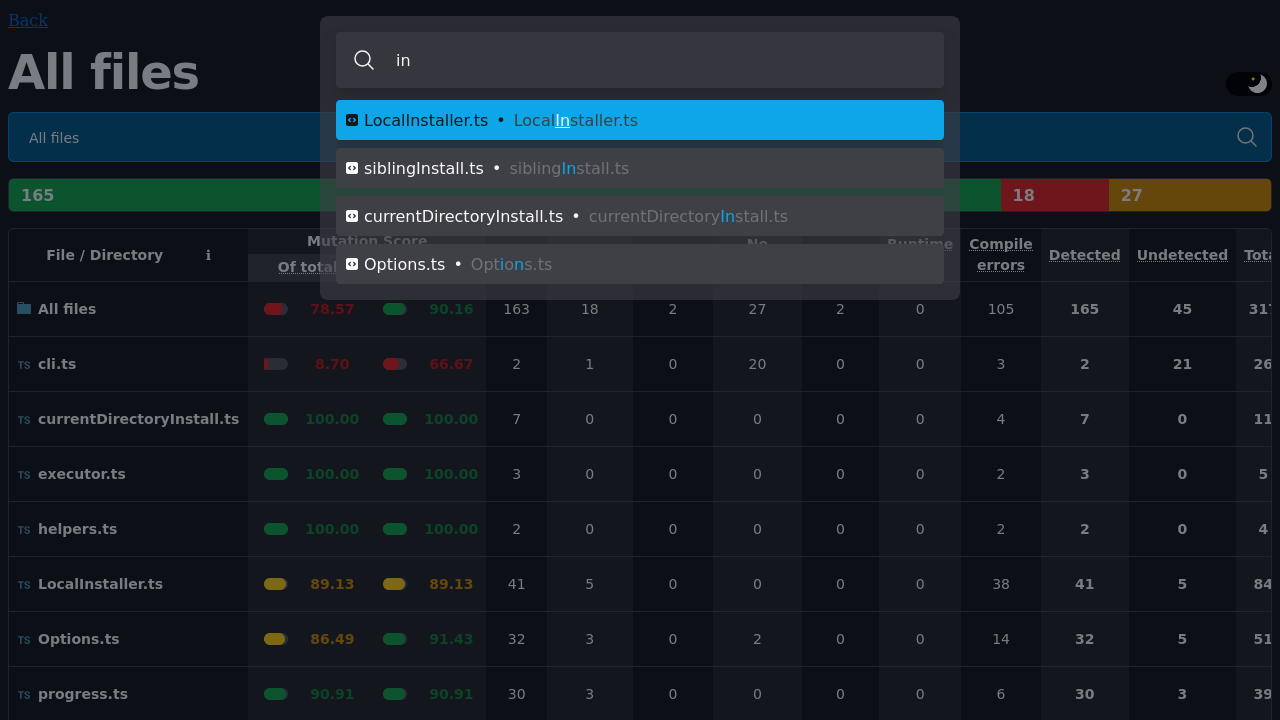 Back
All files
in
LocalInstaller.ts • LocalInstaller.ts
siblingInstall.ts • siblingInstall.ts
currentDirectoryInstall.ts • currentDirectoryInstall.ts
Options.ts • Options.ts
All files
165 18 27
File / Directory ℹ Mutation Score No Runtime Compile errors Detected Undetected
Of total
All files 78.57 90.16 163 18 2 27 2 0 105 165 45 317
cli.ts 8.70 66.67 2 1 0 20 0 0 3 2 21 26
TS currentDirectoryInstall.ts 100.00 100.00 7 0 0 0 0 0 4 7 0 11
TS executor.ts 100.00 100.00 3 0 0 0 0 0 2 3 0 5
TS helpers.ts 100.00 100.00 2 0 0 0 0 0 2 2 0 4
TS LocalInstaller.ts 89.13 89.13 41 5 0 0 0 0 38 41 5 84
TS Options.ts 86.49 91.43 32 3 0 2 0 0 14 32 5 51
TS progress.ts 90.91 90.91 30 3 0 0 0 0 6 30 3 39